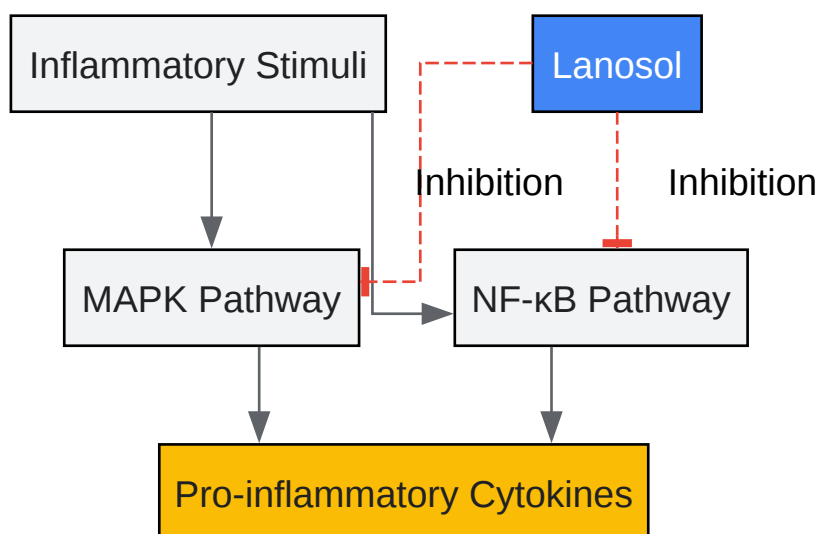 Inflammatory Stimuli
Lanosol
Inhibition
Inhibition
MAPK Pathway
NF-κB Pathway
Pro-inflammatory Cytokines